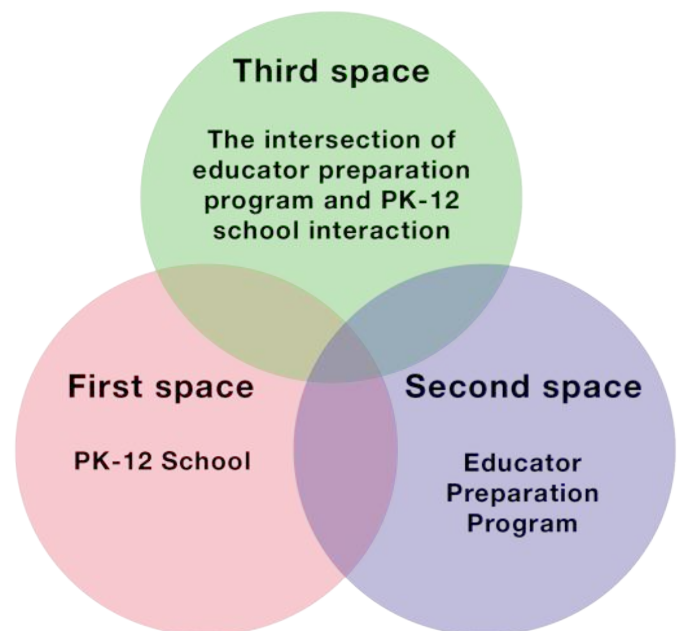 Third space
The intersection of
educator preparation
program and PK-12
school interaction
First space
PK-12 School
Second space
Educator
Preparation
Program